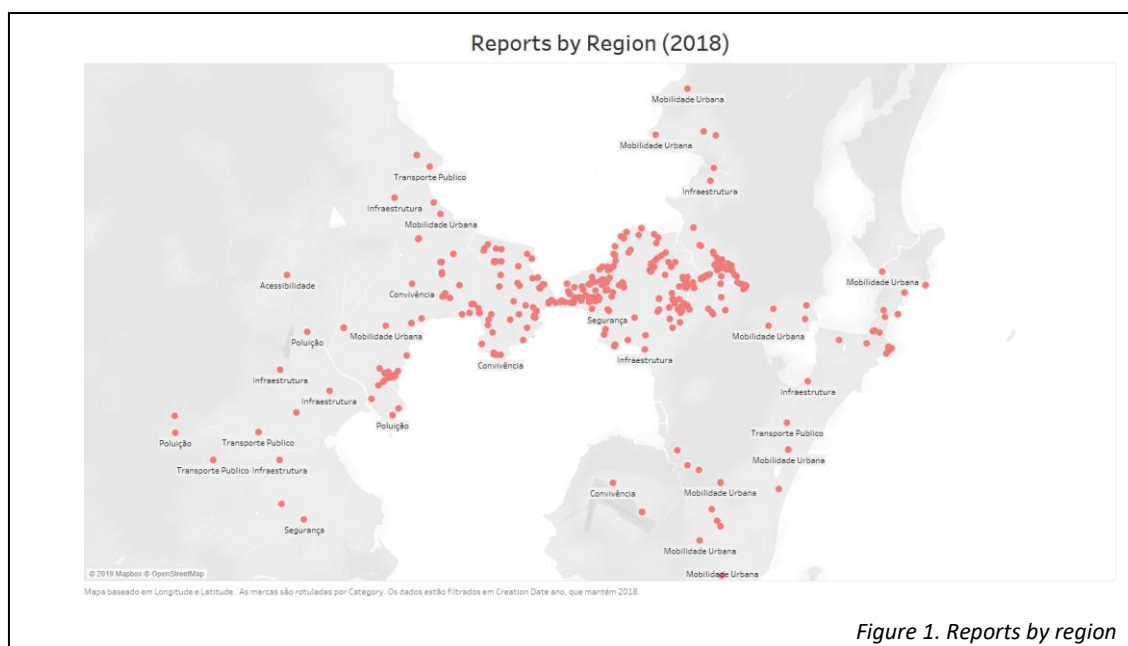 Reports by Region (2018)
Mobilidade Urbana
Mobilidade Urbana
Transporte Publico
Infraestrutura
Infraestrutura
Mobilidade Urbana
Acessibilidade
Convivência
Mobilidade Urbana
Segurança
Poluição
Mobilidade Urbana
Mobilidade Urbana
Infraestrutura
Convivência
Infraestrutura
Infraestrutura
Infraestrutura
Poluição
Transporte Publico
Poluição
Transporte Publico
Mobilidade Urbana
Transporte Publico
Infraestrutura
Convivência
Mobilidade Urbana
Segurança
Mobilidade Urbana
Mobilidade Urbana
© 2019 Mapbox © OpenStreetMap
Mapa baseado em Longitude e Latitude. As marcas são rotuladas por Category. Os dados estão filtrados em Creation Date ano, que mantém 2018.
Figure 1. Reports by region